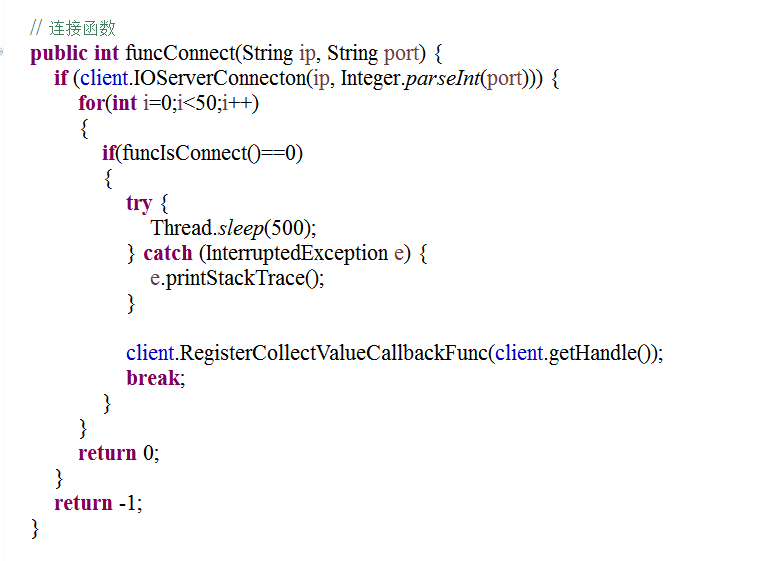 // 连接函数
public int funcConnect(String ip, String port) {
if (client.IOServerConnecton(ip, Integer.parseInt(port))) {
for(int i=0;i<50;i++)
{
if(funcIsConnect()==0)
{
try {
Thread.sleep(500);
} catch (InterruptedException e) {
e.printStackTrace();
}
client.RegisterCollectValueCallbackFunc(client.getHandle());
break;
}
}
return 0;
}
return -1;
}